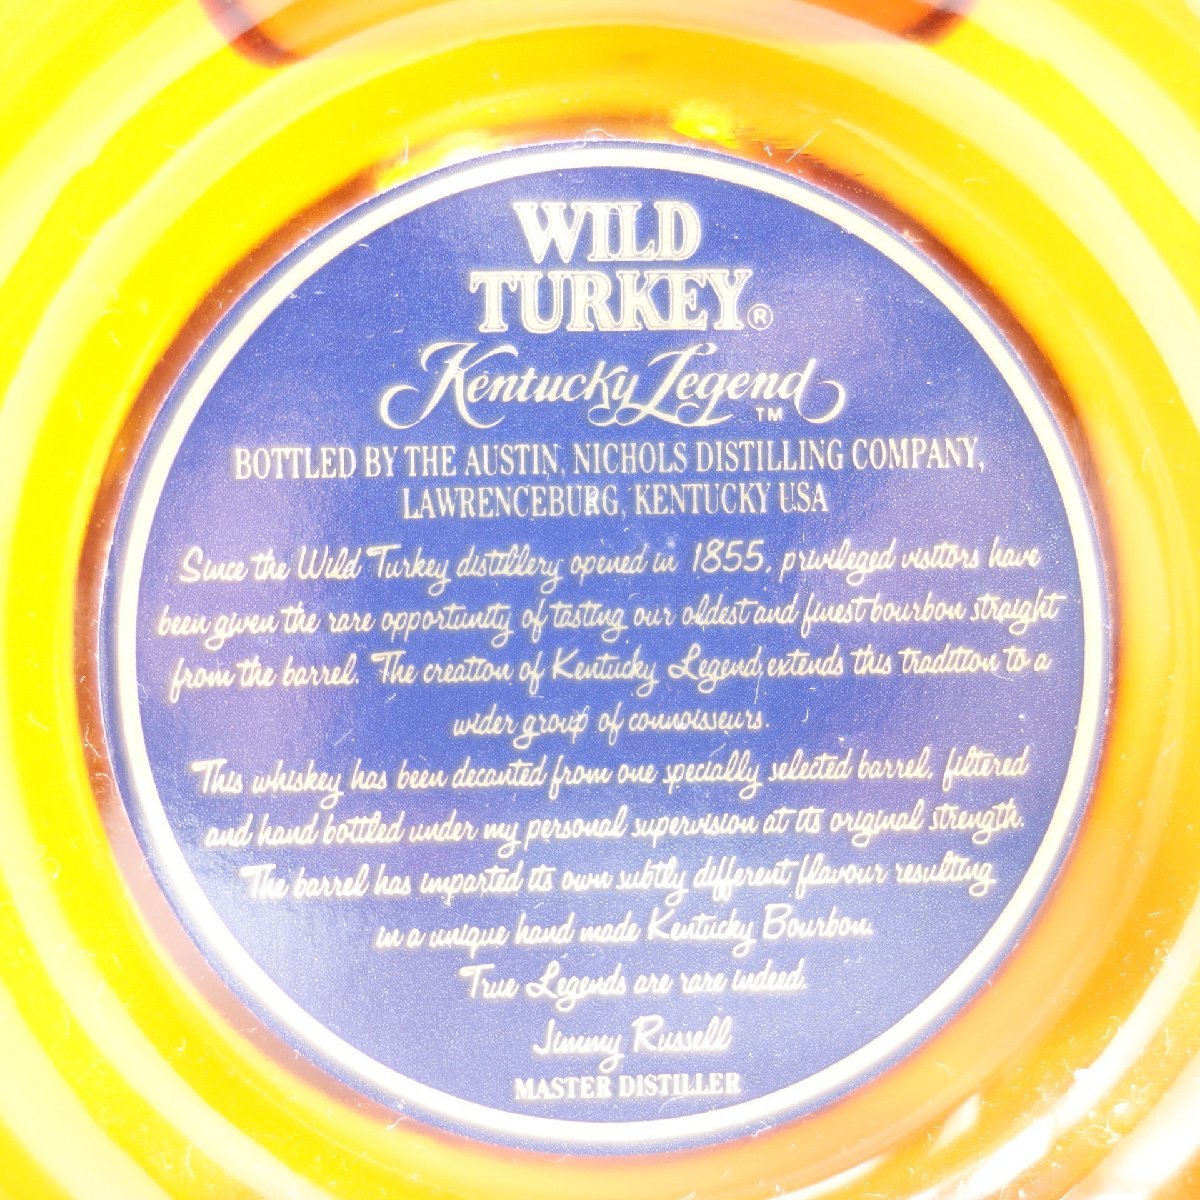 WILD
TURKEY®
Kentucky Legend™
BOTTLED BY THE AUSTIN, NICHOLS DISTILLING COMPANY,
LAWRENCEBURG, KENTUCKY USA
Since the Wild Turkey distillery opened in 1855, privileged visitors have
been given the rare opportunity of tasting our oldest and finest bourbon straight
from the barrel. The creation of Kentucky Legend, extends this tradition to a
wider group of connoisseurs.
This whiskey has been decanted from one specially selected barrel, filtered
and hand bottled under my personal supervision at its original strength.
The barrel has imparted its own subtly different flavour resulting
in a unique hand made Kentucky Bourbon.
True Legends are rare indeed.
Jimmy Russell
MASTER DISTILLER